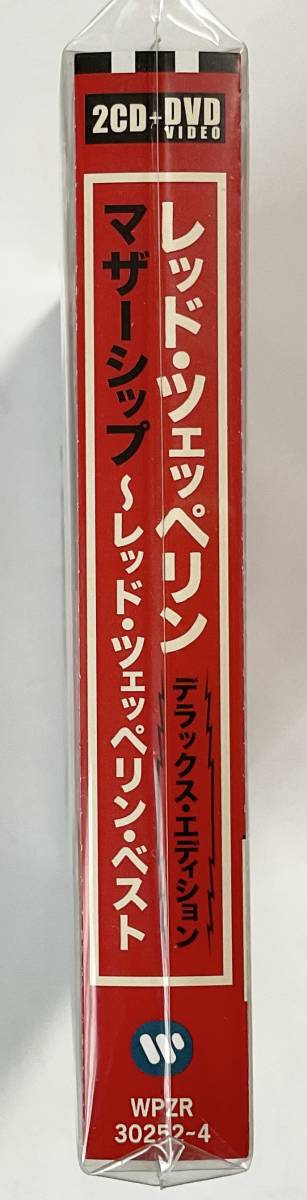 2CD+DVD
VIDEO
レッド・ツェッペリン
デラックス・エディション
マザーシップ
～レッド・ツェッペリン・ベスト
WPZR
30252~4